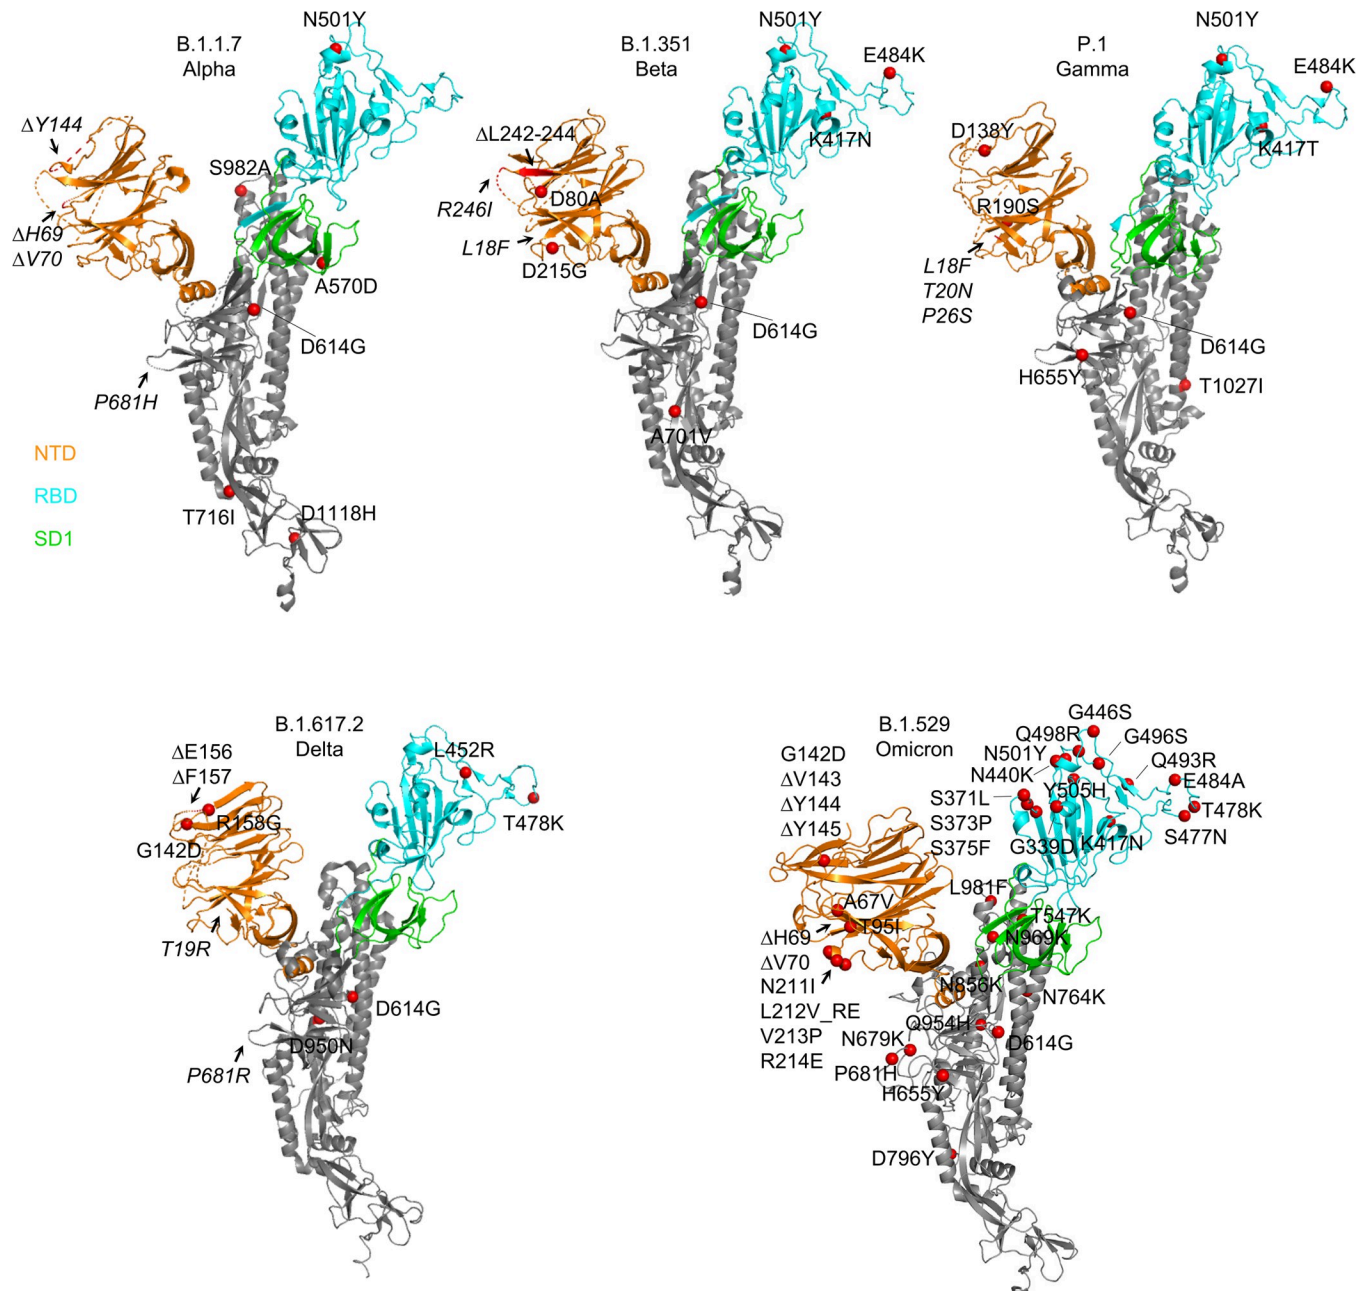 B.1.1.7
Alpha
N501Y
ΔY144
S982A
ΔH69
ΔV70
A570D
D614G
P681H
T716I
D1118H
NTD
RBD
SD1
B.1.351
Beta
N501Y
E484K
K417N
ΔL242-244
D80A
R246I
L18F
D215G
D614G
A701V
P.1
Gamma
N501Y
E484K
K417T
D138Y
R190S
L18F
T20N
P26S
D614G
H655Y
T1027I
B.1.617.2
Delta
L452R
T478K
ΔE156
ΔF157
R158G
G142D
T19R
D614G
D950N
P681R
B.1.529
Omicron
G446S
Q498R
G496S
N501Y
Q493R
N440K
E484A
Y505H
S371L
T478K
S373P
S477N
S375F
G339D
K417N
G142D
ΔV143
ΔY144
ΔY145
L981F
A67V
T95I
T547K
N969K
ΔH69
ΔV70
N211I
L212V_RE
V213P
R214E
N856K
N764K
Q954H
D614G
N679K
P681H
H655Y
D796Y